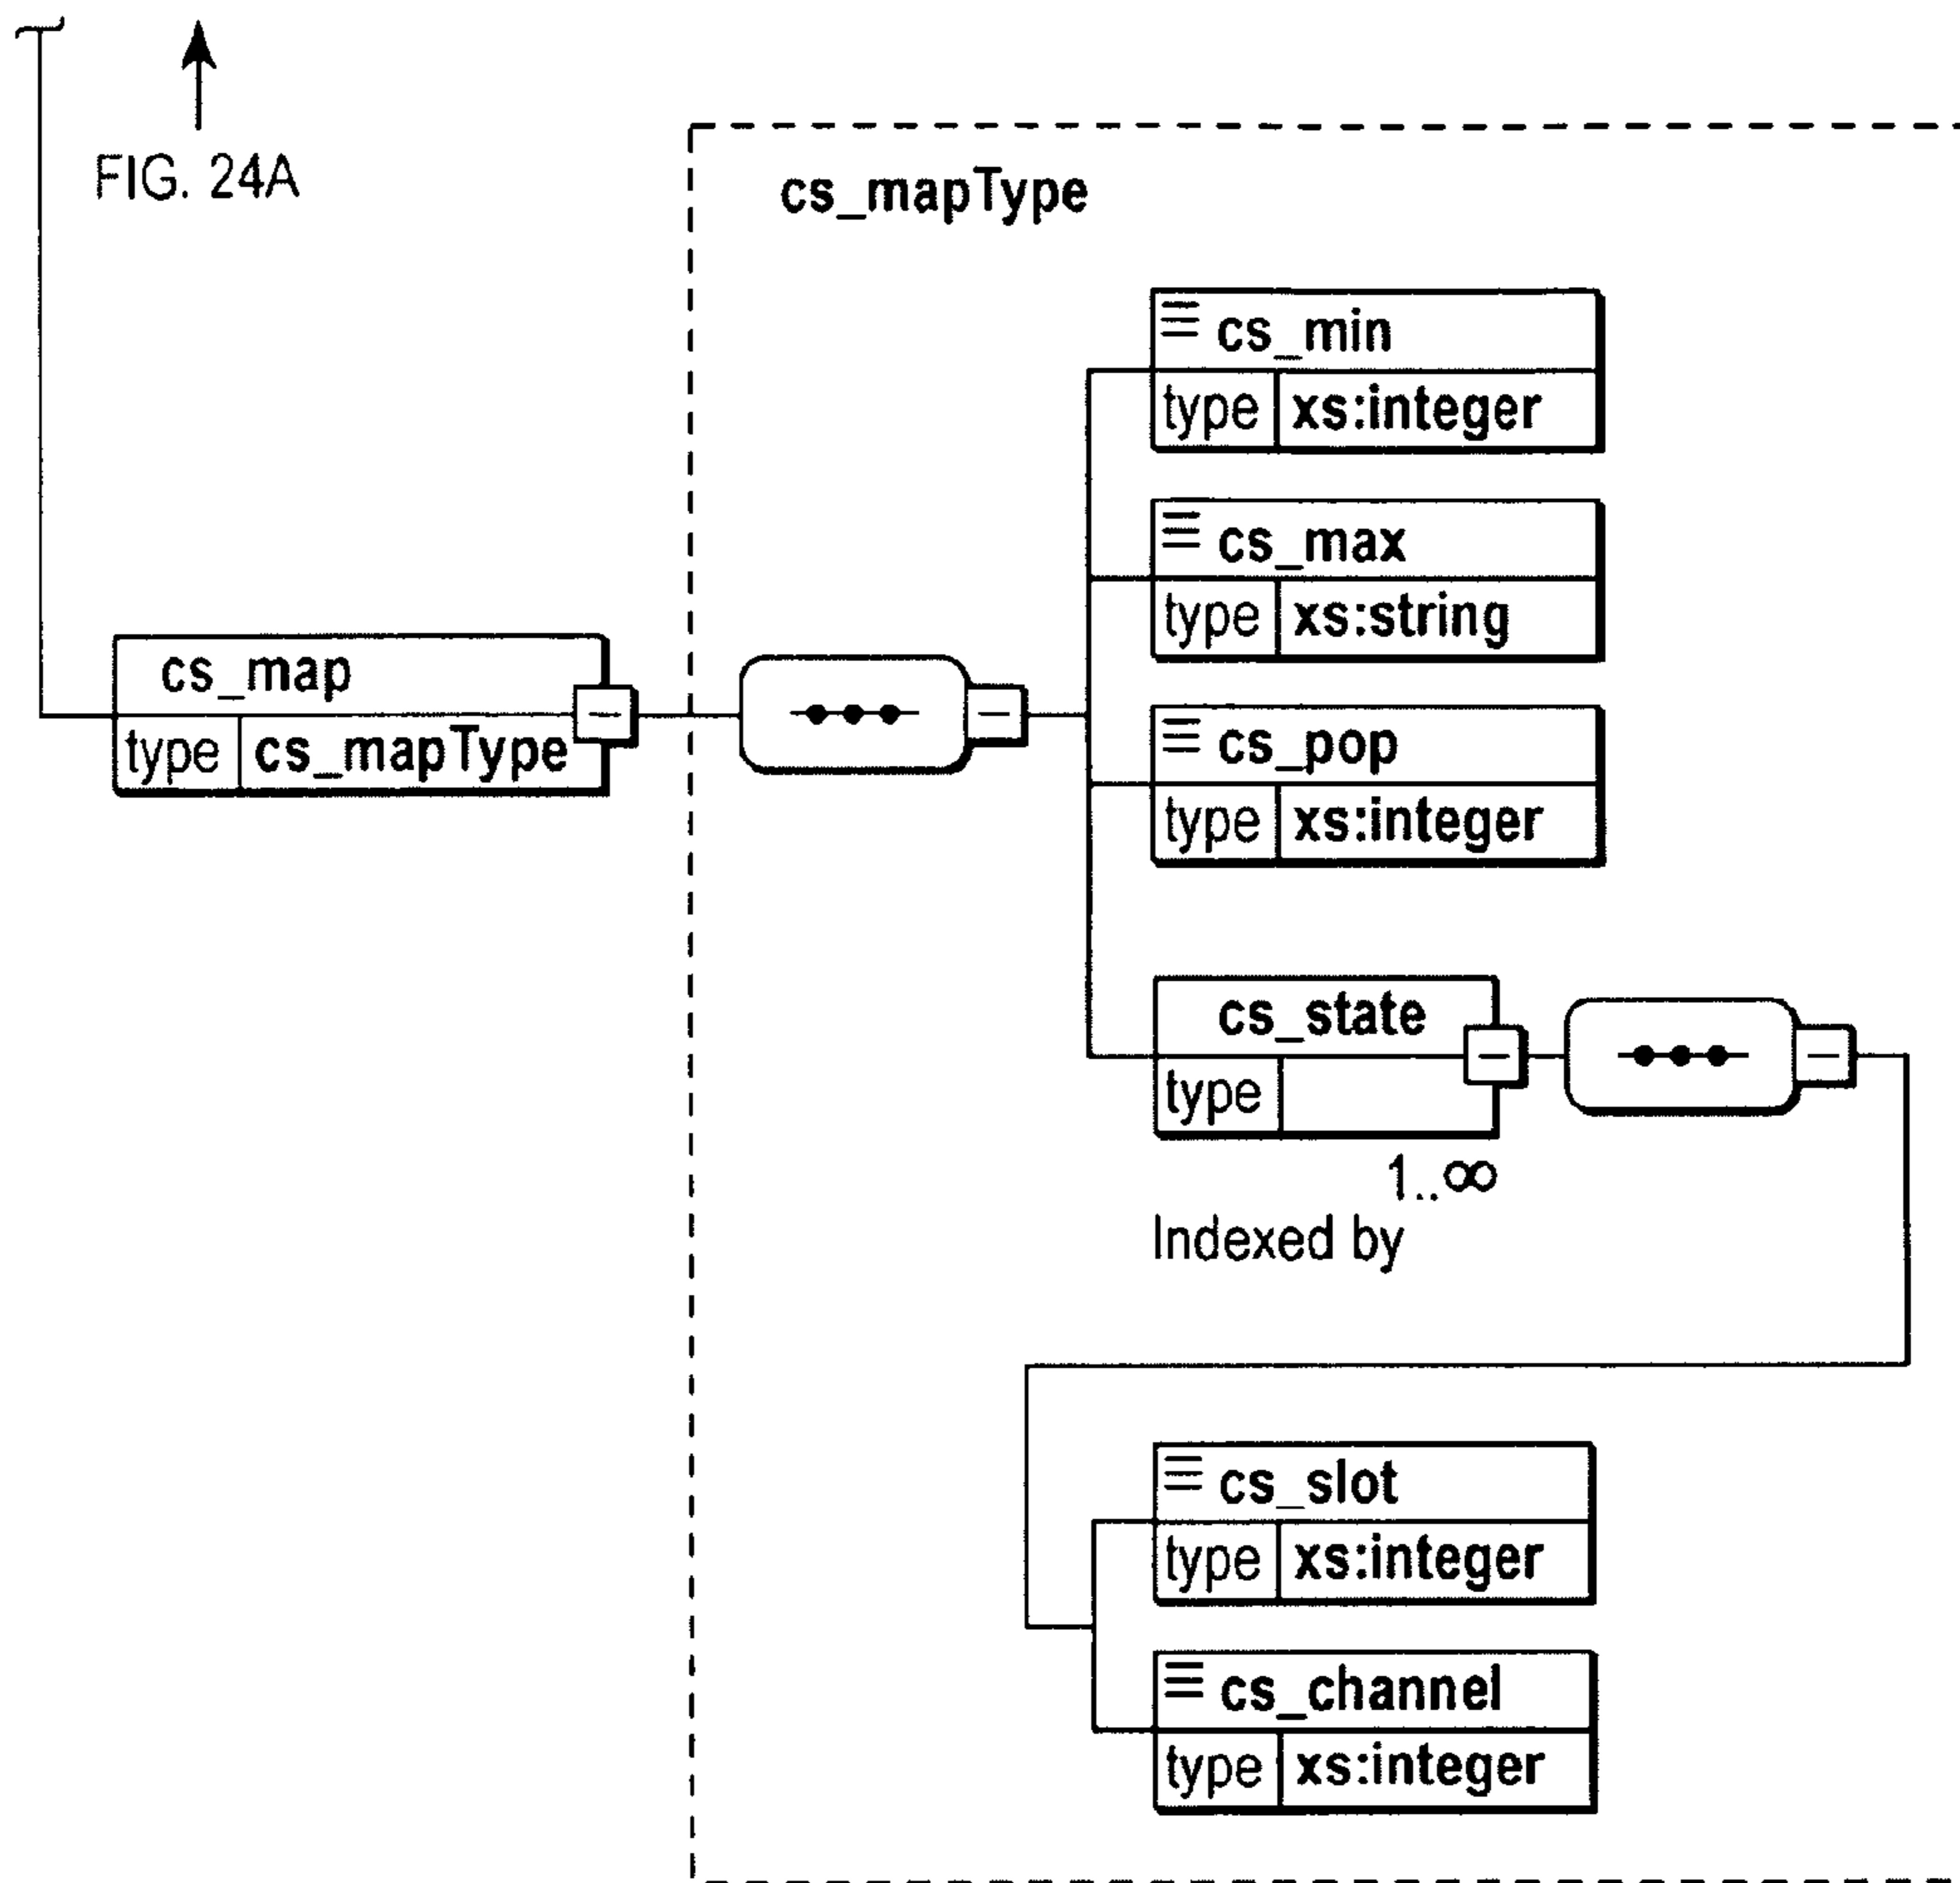 FIG. 24A
cs_mapType
cs_min
type xs:integer
cs_max
type xs:string
cs_map
type cs_mapType
cs_pop
type xs:integer
cs_state
type
1..∞
Indexed by
cs_slot
type xs:integer
cs_channel
type xs:integer